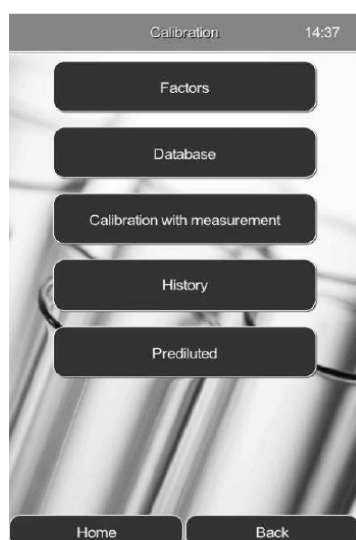 Calibration 14:37
Factors
Database
Calibration with measurement
History
Prediluted
Home Back